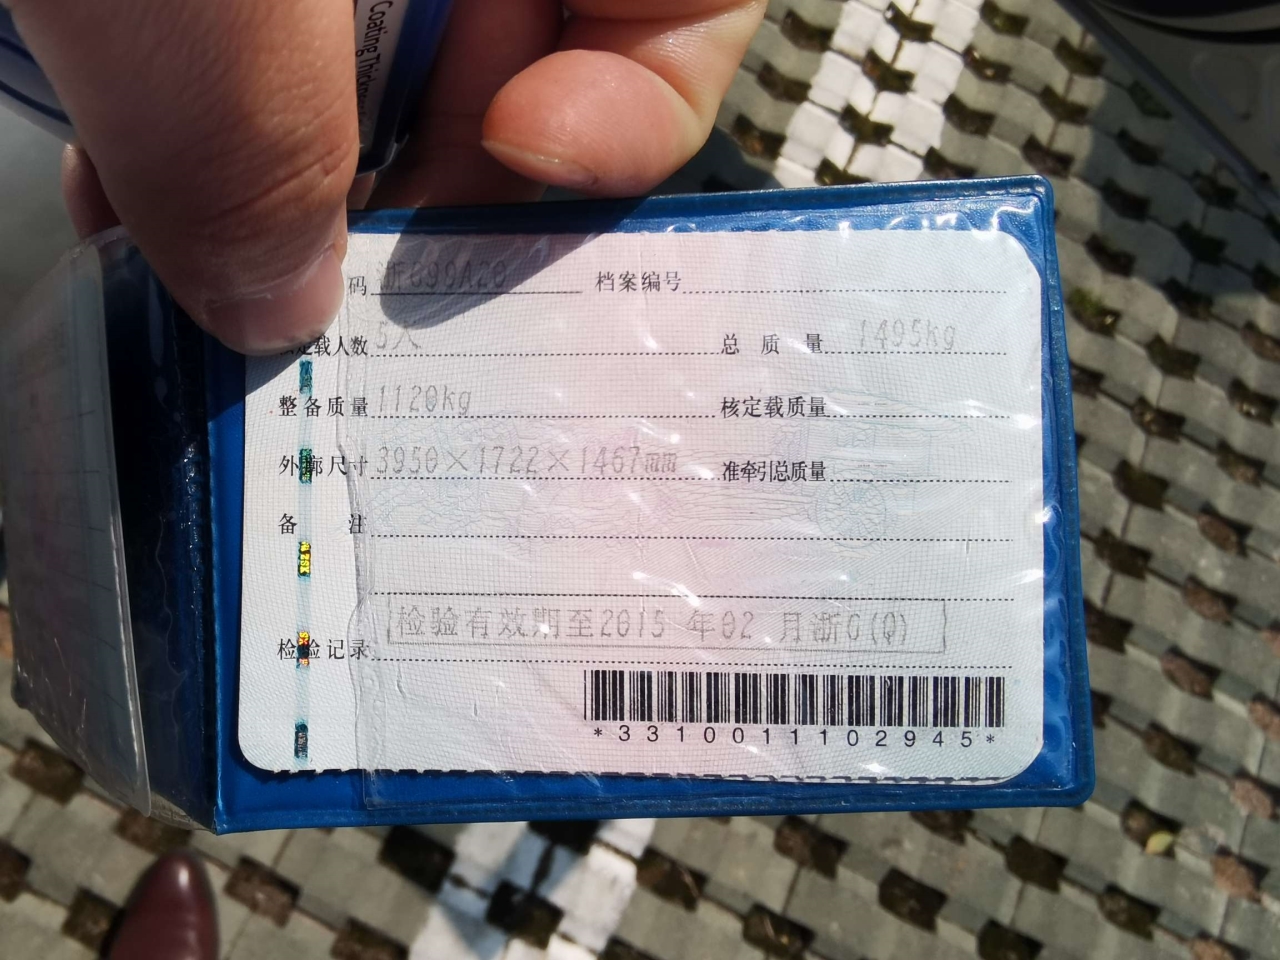 Coating Thickn
码 浙G99A20 档案编号
定载人数 5人 总 质 量 1495kg
整备质量 1120kg 核定载质量
外廓尺寸 3950×1722×1467mm 准牵引总质量
备 注
检验记录 检验有效期至2015 年02 月浙G(Q)
*3310011102945*